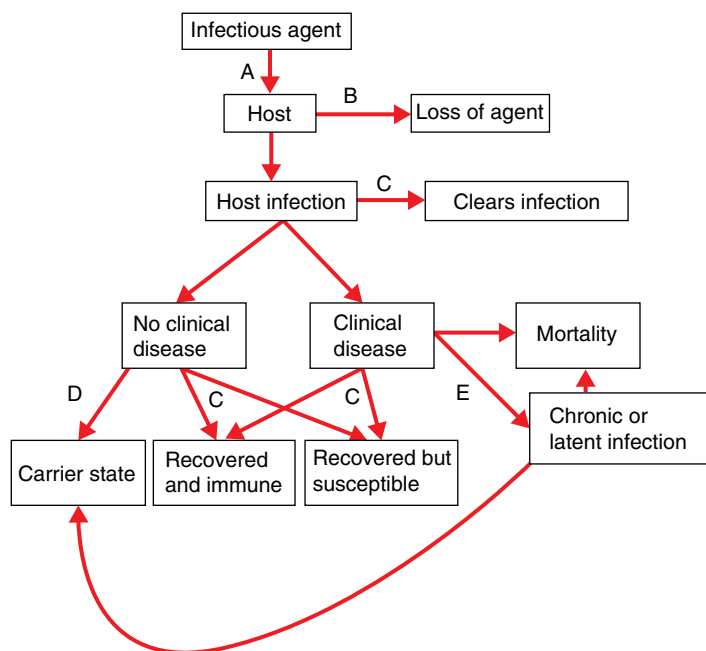 Infectious agent
A
B
Host
Loss of agent
C
Host infection
Clears infection
No clinical
disease
Clinical
disease
Mortality
D
C
C
E
Chronic or
latent infection
Carrier state
Recovered
and immune
Recovered but
susceptible